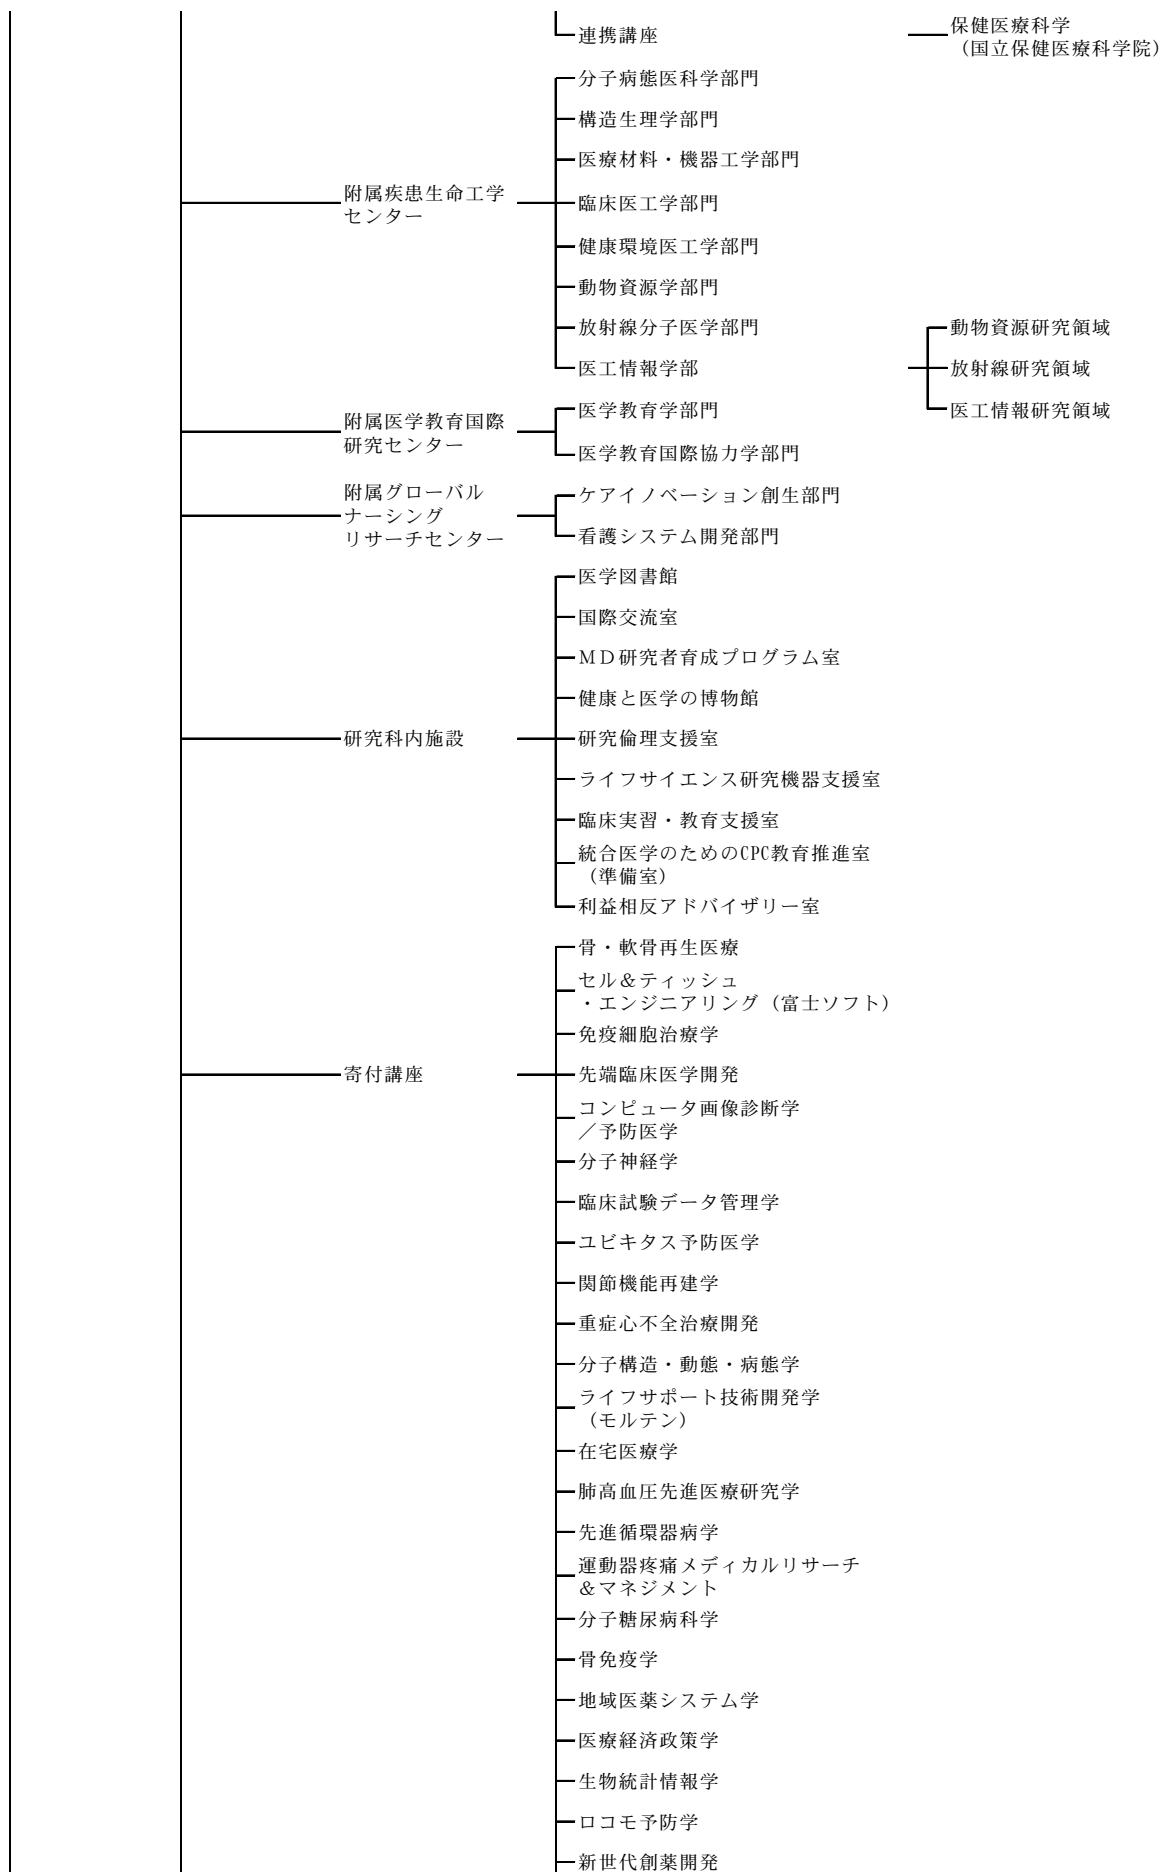 連携講座
保健医療科学
（国立保健医療科学院）
附属疾患生命工学
センター
分子病態医科学部門
構造生理学部門
医療材料・機器工学部門
臨床医工学部門
健康環境医工学部門
動物資源学部門
放射線分子医学部門
医工情報学部
動物資源研究領域
放射線研究領域
医工情報研究領域
附属医学教育国際
研究センター
医学教育学部門
医学教育国際協力学部門
附属グローバル
ナーシング
リサーチセンター
ケアイノベーション創生部門
看護システム開発部門
研究科内施設
医学図書館
国際交流室
ＭＤ研究者育成プログラム室
健康と医学の博物館
研究倫理支援室
ライフサイエンス研究機器支援室
臨床実習・教育支援室
統合医学のためのCPC教育推進室
（準備室）
利益相反アドバイザリー室
寄付講座
骨・軟骨再生医療
セル＆ティッシュ
・エンジニアリング（富士ソフト）
免疫細胞治療学
先端臨床医学開発
コンピュータ画像診断学
／予防医学
分子神経学
臨床試験データ管理学
ユビキタス予防医学
関節機能再建学
重症心不全治療開発
分子構造・動態・病態学
ライフサポート技術開発学
（モルテン）
在宅医療学
肺高血圧先進医療研究学
先進循環器病学
運動器疼痛メディカルリサーチ
＆マネジメント
分子糖尿病科学
骨免疫学
地域医薬システム学
医療経済政策学
生物統計情報学
ロコモ予防学
新世代創薬開発